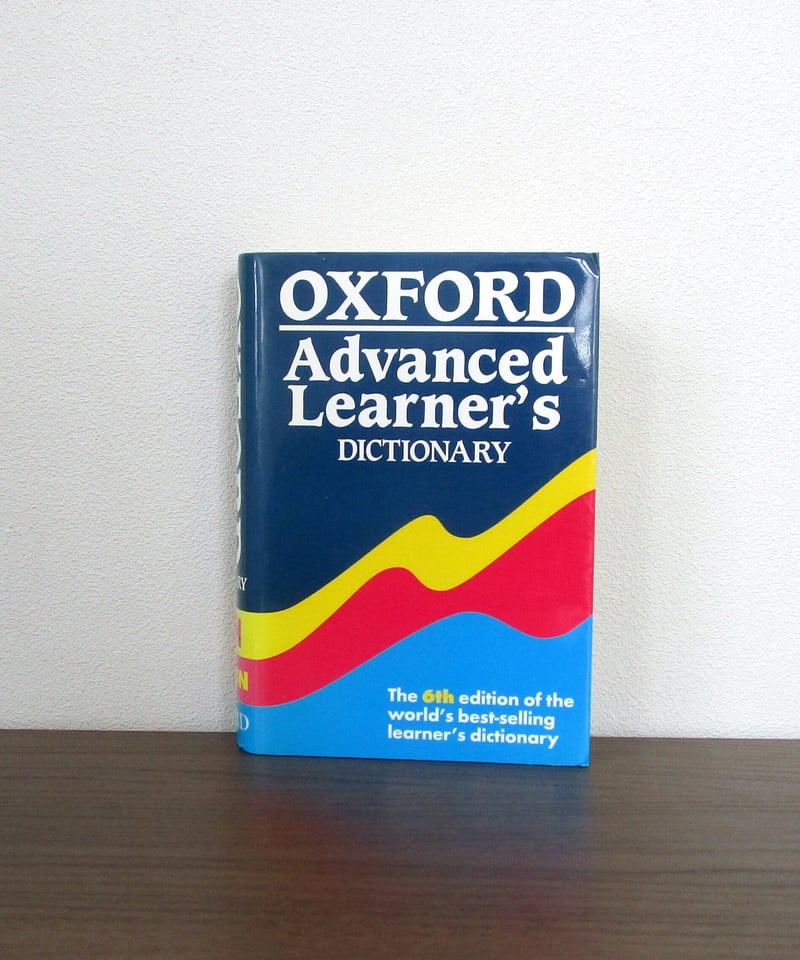 OXFORD
Advanced
Learner's
DICTIONARY
The 6th edition of the
world's best-selling
learner's dictionary